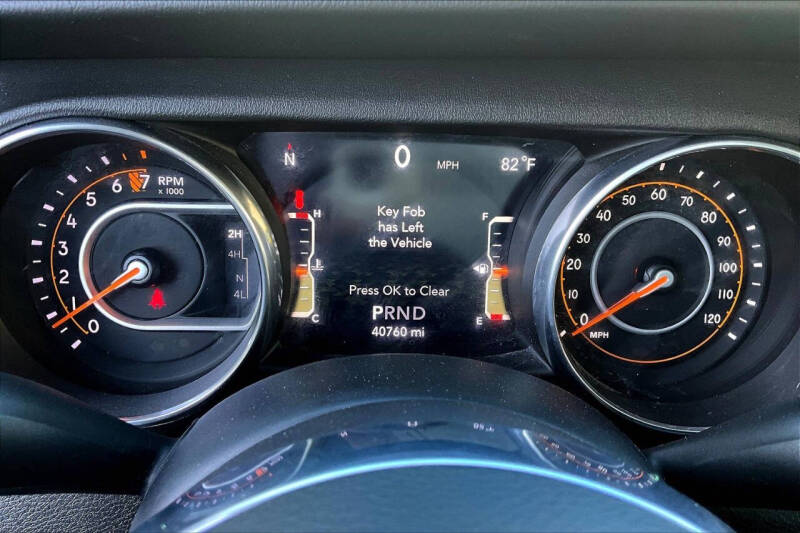 N
0 MPH
82°F
Key Fob
has Left
the Vehicle
Press OK to Clear
PRND
40760 mi
H
C
F
E
0
1
2
3
4
5
6
7
RPM
x 1000
2H
4H
N
4L
0
10
20
30
40
50
60
70
80
90
100
110
120
MPH